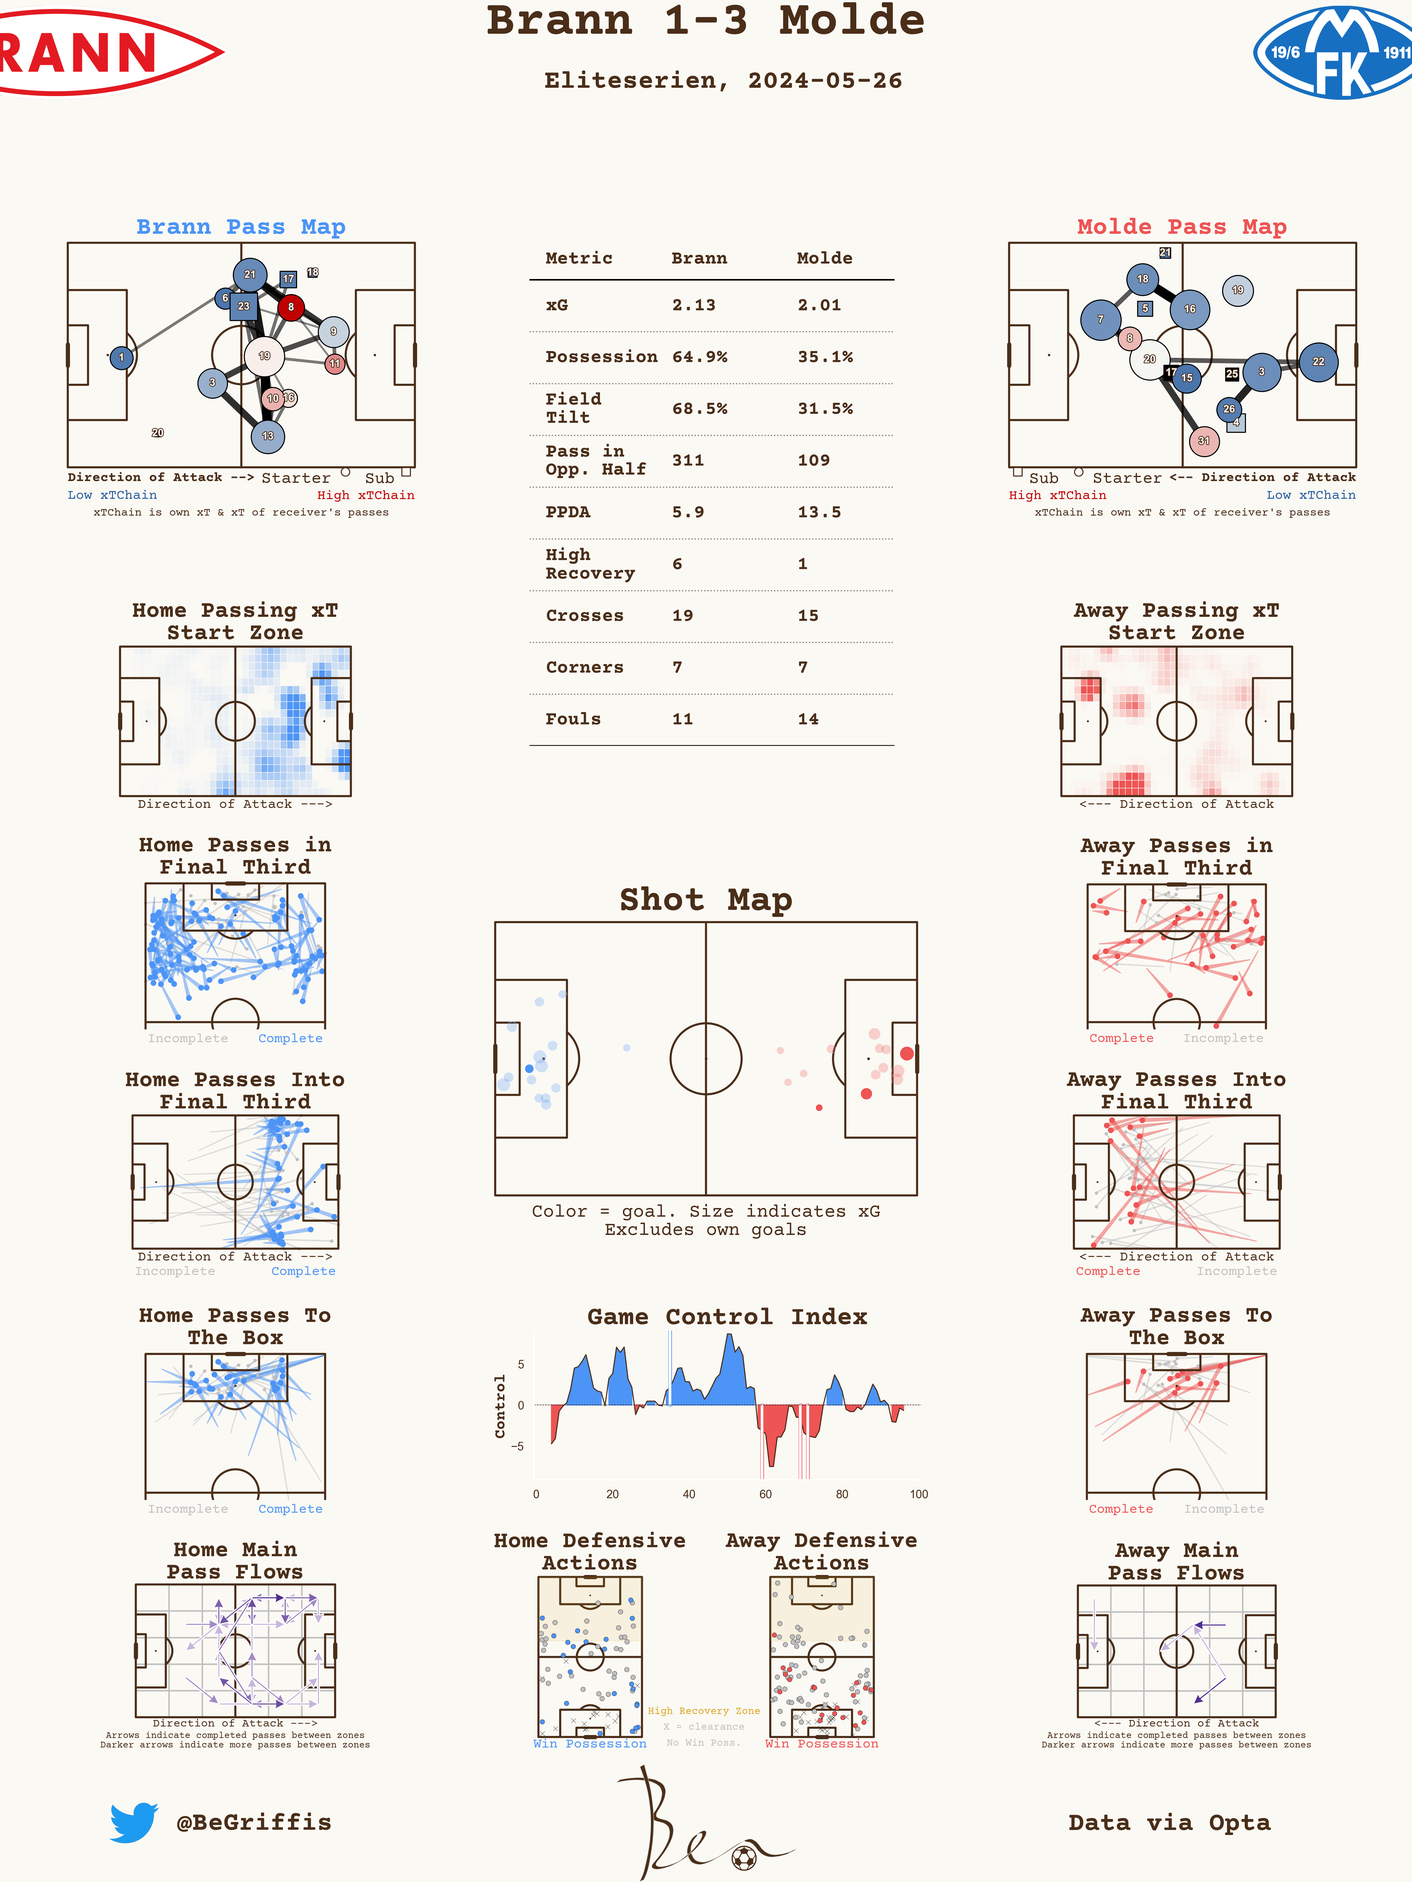 Brann 1-3 Molde
Eliteserien, 2024-05-26
RANN
19/6 M 1911
FK
Brann Pass Map
21
17
18
6
23
8
9
1
19
11
3
10
16
13
20
Direction of Attack --> Starter Sub
Low xTChain High xTChain
xTChain is own xT & xT of receiver's passes
Metric Brann Molde
xG 2.13 2.01
Possession 64.9% 35.1%
Field
Tilt 68.5% 31.5%
Pass in
Opp. Half 311 109
PPDA 5.9 13.5
High
Recovery 6 1
Crosses 19 15
Corners 7 7
Fouls 11 14
Molde Pass Map
21
18
19
5
16
7
8
20
22
17
15
25
3
26
4
31
Sub Starter <-- Direction of Attack
High xTChain Low xTChain
xTChain is own xT & xT of receiver's passes
Home Passing xT
Start Zone
Direction of Attack --->
Away Passing xT
Start Zone
<--- Direction of Attack
Home Passes in
Final Third
Incomplete Complete
Away Passes in
Final Third
Complete Incomplete
Shot Map
Color = goal. Size indicates xG
Excludes own goals
Home Passes Into
Final Third
Direction of Attack --->
Incomplete Complete
Away Passes Into
Final Third
<--- Direction of Attack
Complete Incomplete
Home Passes To
The Box
Incomplete Complete
Game Control Index
Control
5
0
−5
0 20 40 60 80 100
Away Passes To
The Box
Complete Incomplete
Home Main
Pass Flows
Direction of Attack --->
Arrows indicate completed passes between zones
Darker arrows indicate more passes between zones
Home Defensive
Actions
Win Possession
Away Defensive
Actions
Win Possession
High Recovery Zone
X = clearance
No Win Poss.
Away Main
Pass Flows
<--- Direction of Attack
Arrows indicate completed passes between zones
Darker arrows indicate more passes between zones
@BeGriffis
Ben
Data via Opta